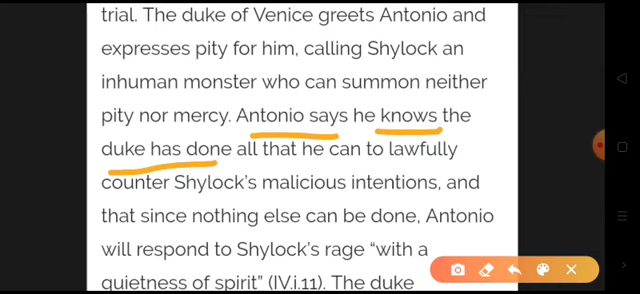 trial. The duke of Venice greets Antonio and
expresses pity for him, calling Shylock an
inhuman monster who can summon neither
pity nor mercy. Antonio says he knows the
duke has done all that he can to lawfully
counter Shylock’s malicious intentions, and
that since nothing else can be done, Antonio
will respond to Shylock’s rage “with a
quietness of spirit” (IV.i.11). The duke